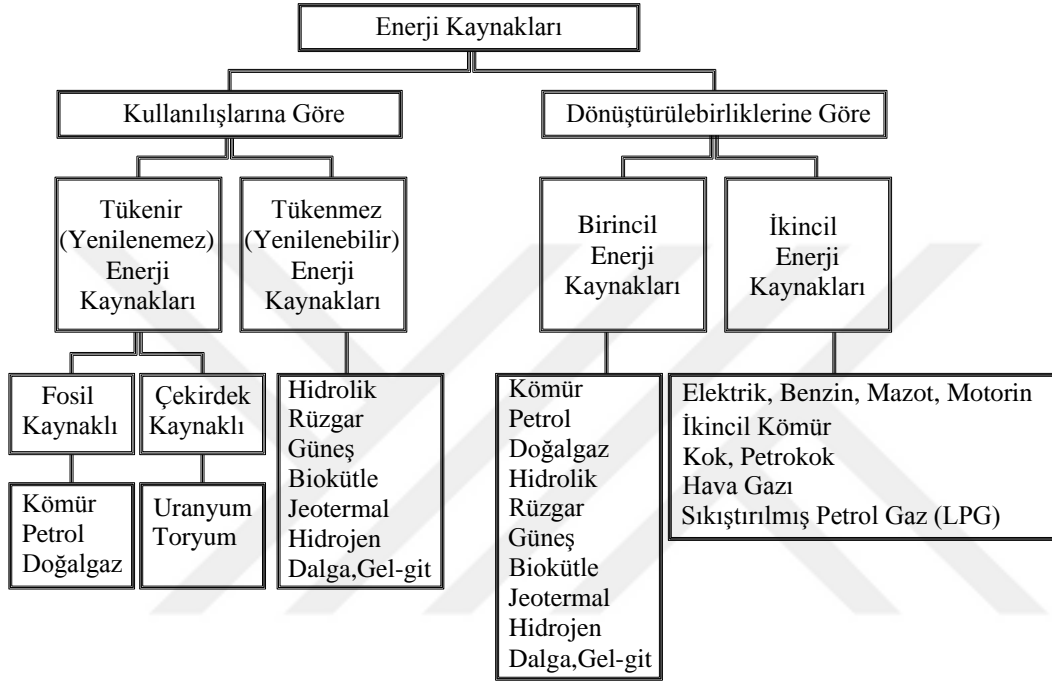 Enerji Kaynakları
Kullanılışlarına Göre
Dönüştürülebirliklerine Göre
Tükenir
(Yenilenemez)
Enerji
Kaynakları
Tükenmez
(Yenilenebilir)
Enerji
Kaynakları
Birincil
Enerji
Kaynakları
İkincil
Enerji
Kaynakları
Fosil
Kaynaklı
Çekirdek
Kaynaklı
Kömür
Petrol
Doğalgaz
Uranyum
Toryum
Hidrolik
Rüzgar
Güneş
Biokütle
Jeotermal
Hidrojen
Dalga,Gel-git
Kömür
Petrol
Doğalgaz
Hidrolik
Rüzgar
Güneş
Biokütle
Jeotermal
Hidrojen
Dalga,Gel-git
Elektrik, Benzin, Mazot, Motorin
İkincil Kömür
Kok, Petrokok
Hava Gazı
Sıkıştırılmış Petrol Gaz (LPG)